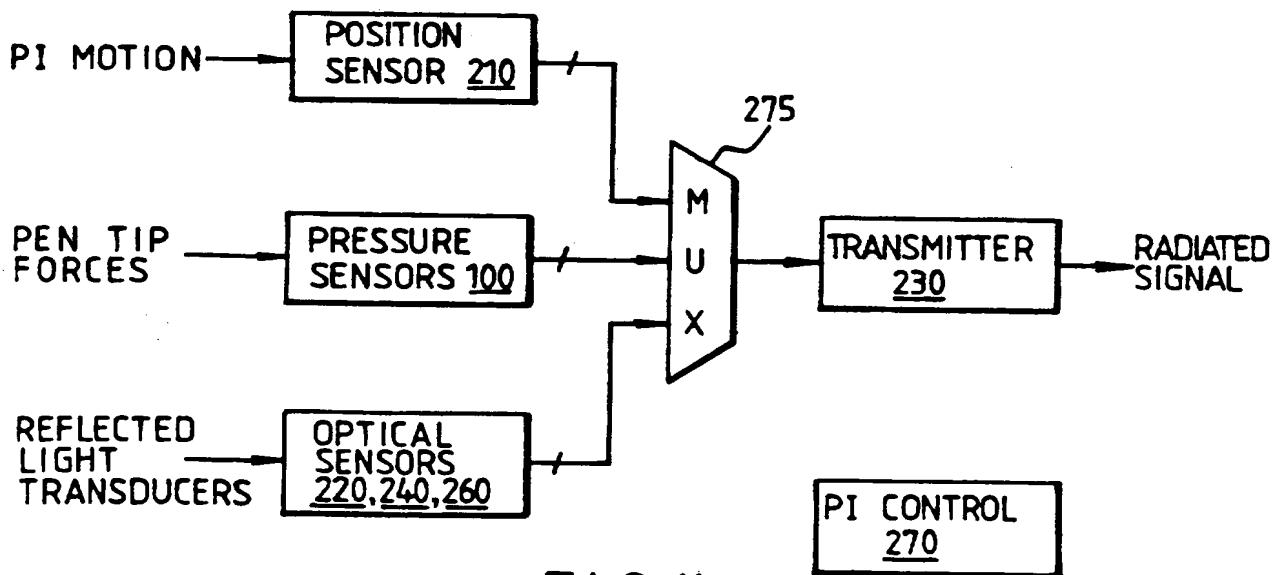 PI MOTION
POSITION
SENSOR 210
275
PEN TIP
FORCES
PRESSURE
SENSORS 100
M
U
X
TRANSMITTER
230
RADIATED
SIGNAL
REFLECTED
LIGHT
TRANSDUCERS
OPTICAL
SENSORS
220, 240, 260
PI CONTROL
270